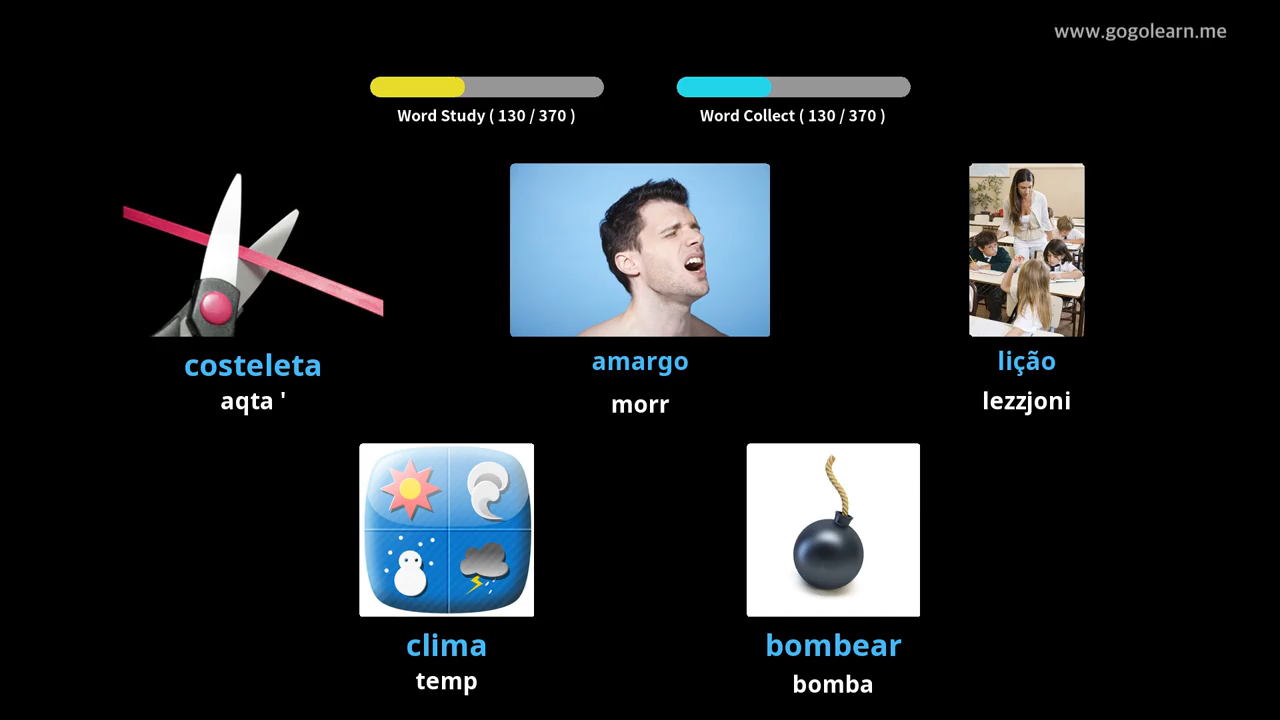 www.gogolearn.me
Word Study ( 130 / 370 )
Word Collect ( 130 / 370 )
costeleta
aqta '
amargo
morr
lição
lezzjoni
clima
temp
bombear
bomba